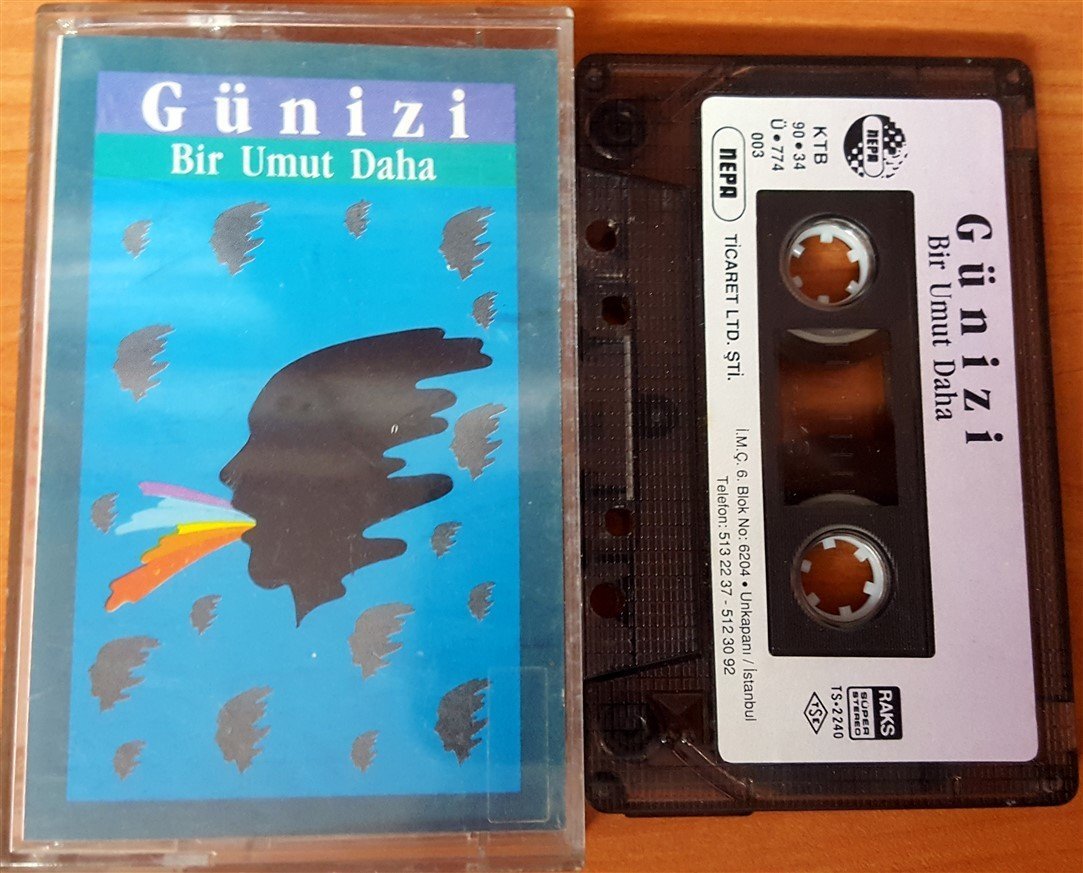 Günizi
Bir Umut Daha
NEPA
Günizi
Bir Umut Daha
KTB
90•34
Ü•774
003
NEPA
TİCARET LTD. ŞTİ.
İ.M.Ç. 6. Blok No: 6204 • Unkapanı / İstanbul
Telefon: 513 22 37 - 512 30 92
RAKS
SUPER
STEREO
TS•2240
TSE